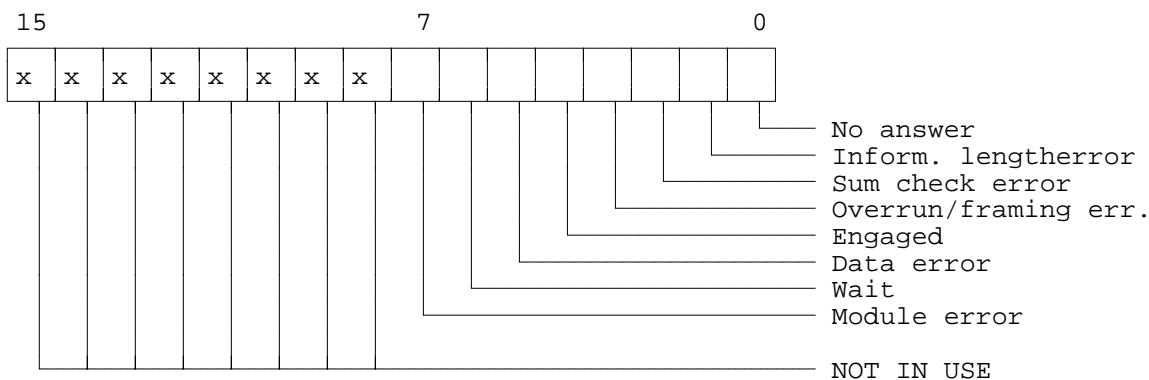 15 7 0
x x x x x x x x
No answer
Inform. lengtherror
Sum check error
Overrun/framing err.
Engaged
Data error
Wait
Module error
NOT IN USE